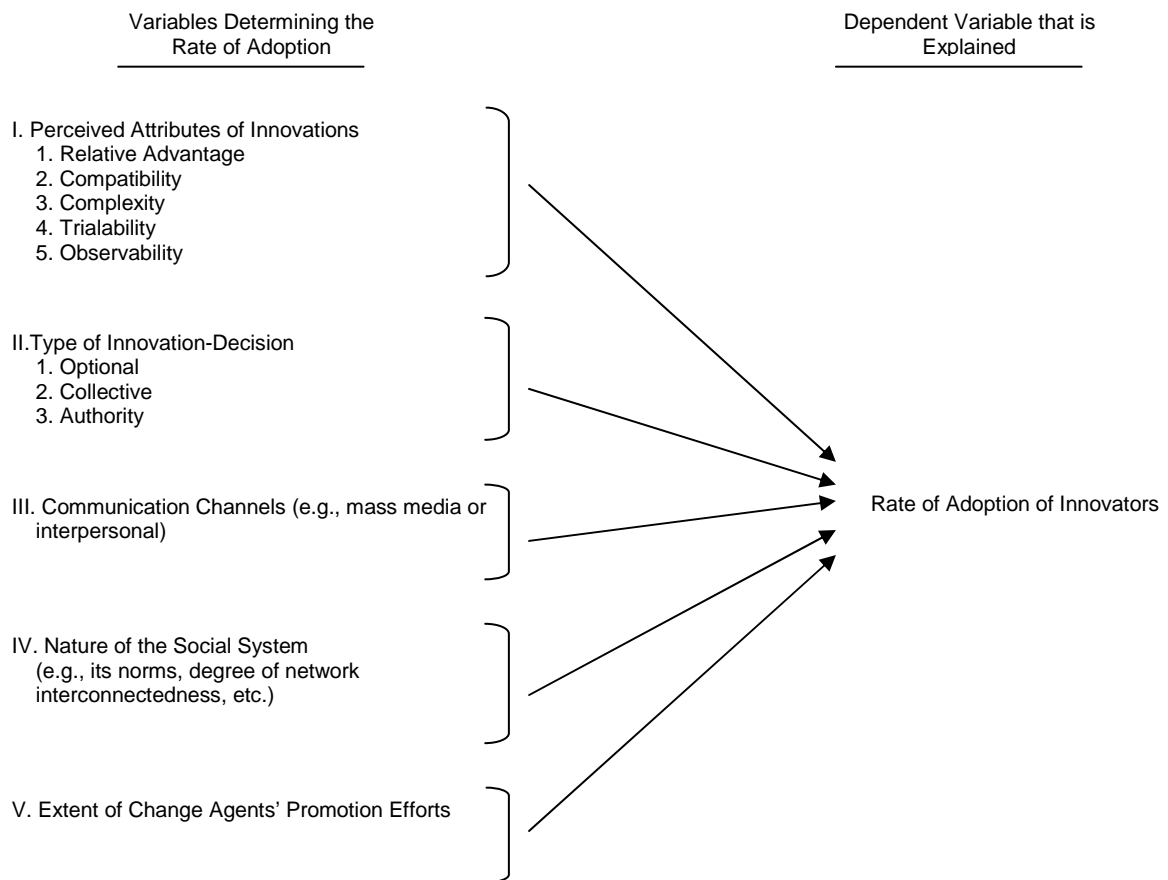 Variables Determining the
Rate of Adoption
Dependent Variable that is
Explained
I. Perceived Attributes of Innovations
1. Relative Advantage
2. Compatibility
3. Complexity
4. Trialability
5. Observability
II.Type of Innovation-Decision
1. Optional
2. Collective
3. Authority
III. Communication Channels (e.g., mass media or
interpersonal)
Rate of Adoption of Innovators
IV. Nature of the Social System
(e.g., its norms, degree of network
interconnectedness, etc.)
V. Extent of Change Agents’ Promotion Efforts